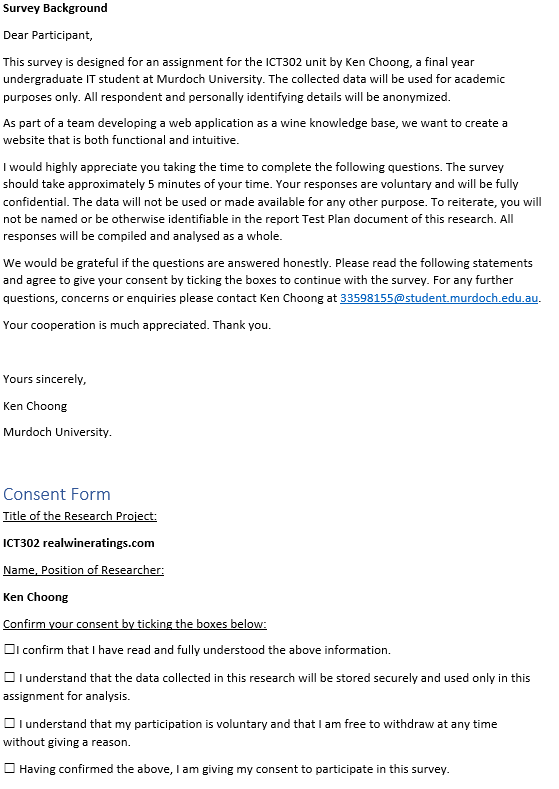 Survey Background
Dear Participant,
This survey is designed for an assignment for the ICT302 unit by Ken Choong, a final year
undergraduate IT student at Murdoch University. The collected data will be used for academic
purposes only. All respondent and personally identifying details will be anonymized.
As part of a team developing a web application as a wine knowledge base, we want to create a
website that is both functional and intuitive.
I would highly appreciate you taking the time to complete the following questions. The survey
should take approximately 5 minutes of your time. Your responses are voluntary and will be fully
confidential. The data will not be used or made available for any other purpose. To reiterate, you will
not be named or be otherwise identifiable in the report Test Plan document of this research. All
responses will be compiled and analysed as a whole.
We would be grateful if the questions are answered honestly. Please read the following statements
and agree to give your consent by ticking the boxes to continue with the survey. For any further
questions, concerns or enquiries please contact Ken Choong at 33598155@student.murdoch.edu.au.
Your cooperation is much appreciated. Thank you.
Yours sincerely,
Ken Choong
Murdoch University.
Consent Form
Title of the Research Project:
ICT302 realwineratings.com
Name, Position of Researcher:
Ken Choong
Confirm your consent by ticking the boxes below:
☐I confirm that I have read and fully understood the above information.
☐ I understand that the data collected in this research will be stored securely and used only in this
assignment for analysis.
☐ I understand that my participation is voluntary and that I am free to withdraw at any time
without giving a reason.
☐ Having confirmed the above, I am giving my consent to participate in this survey.